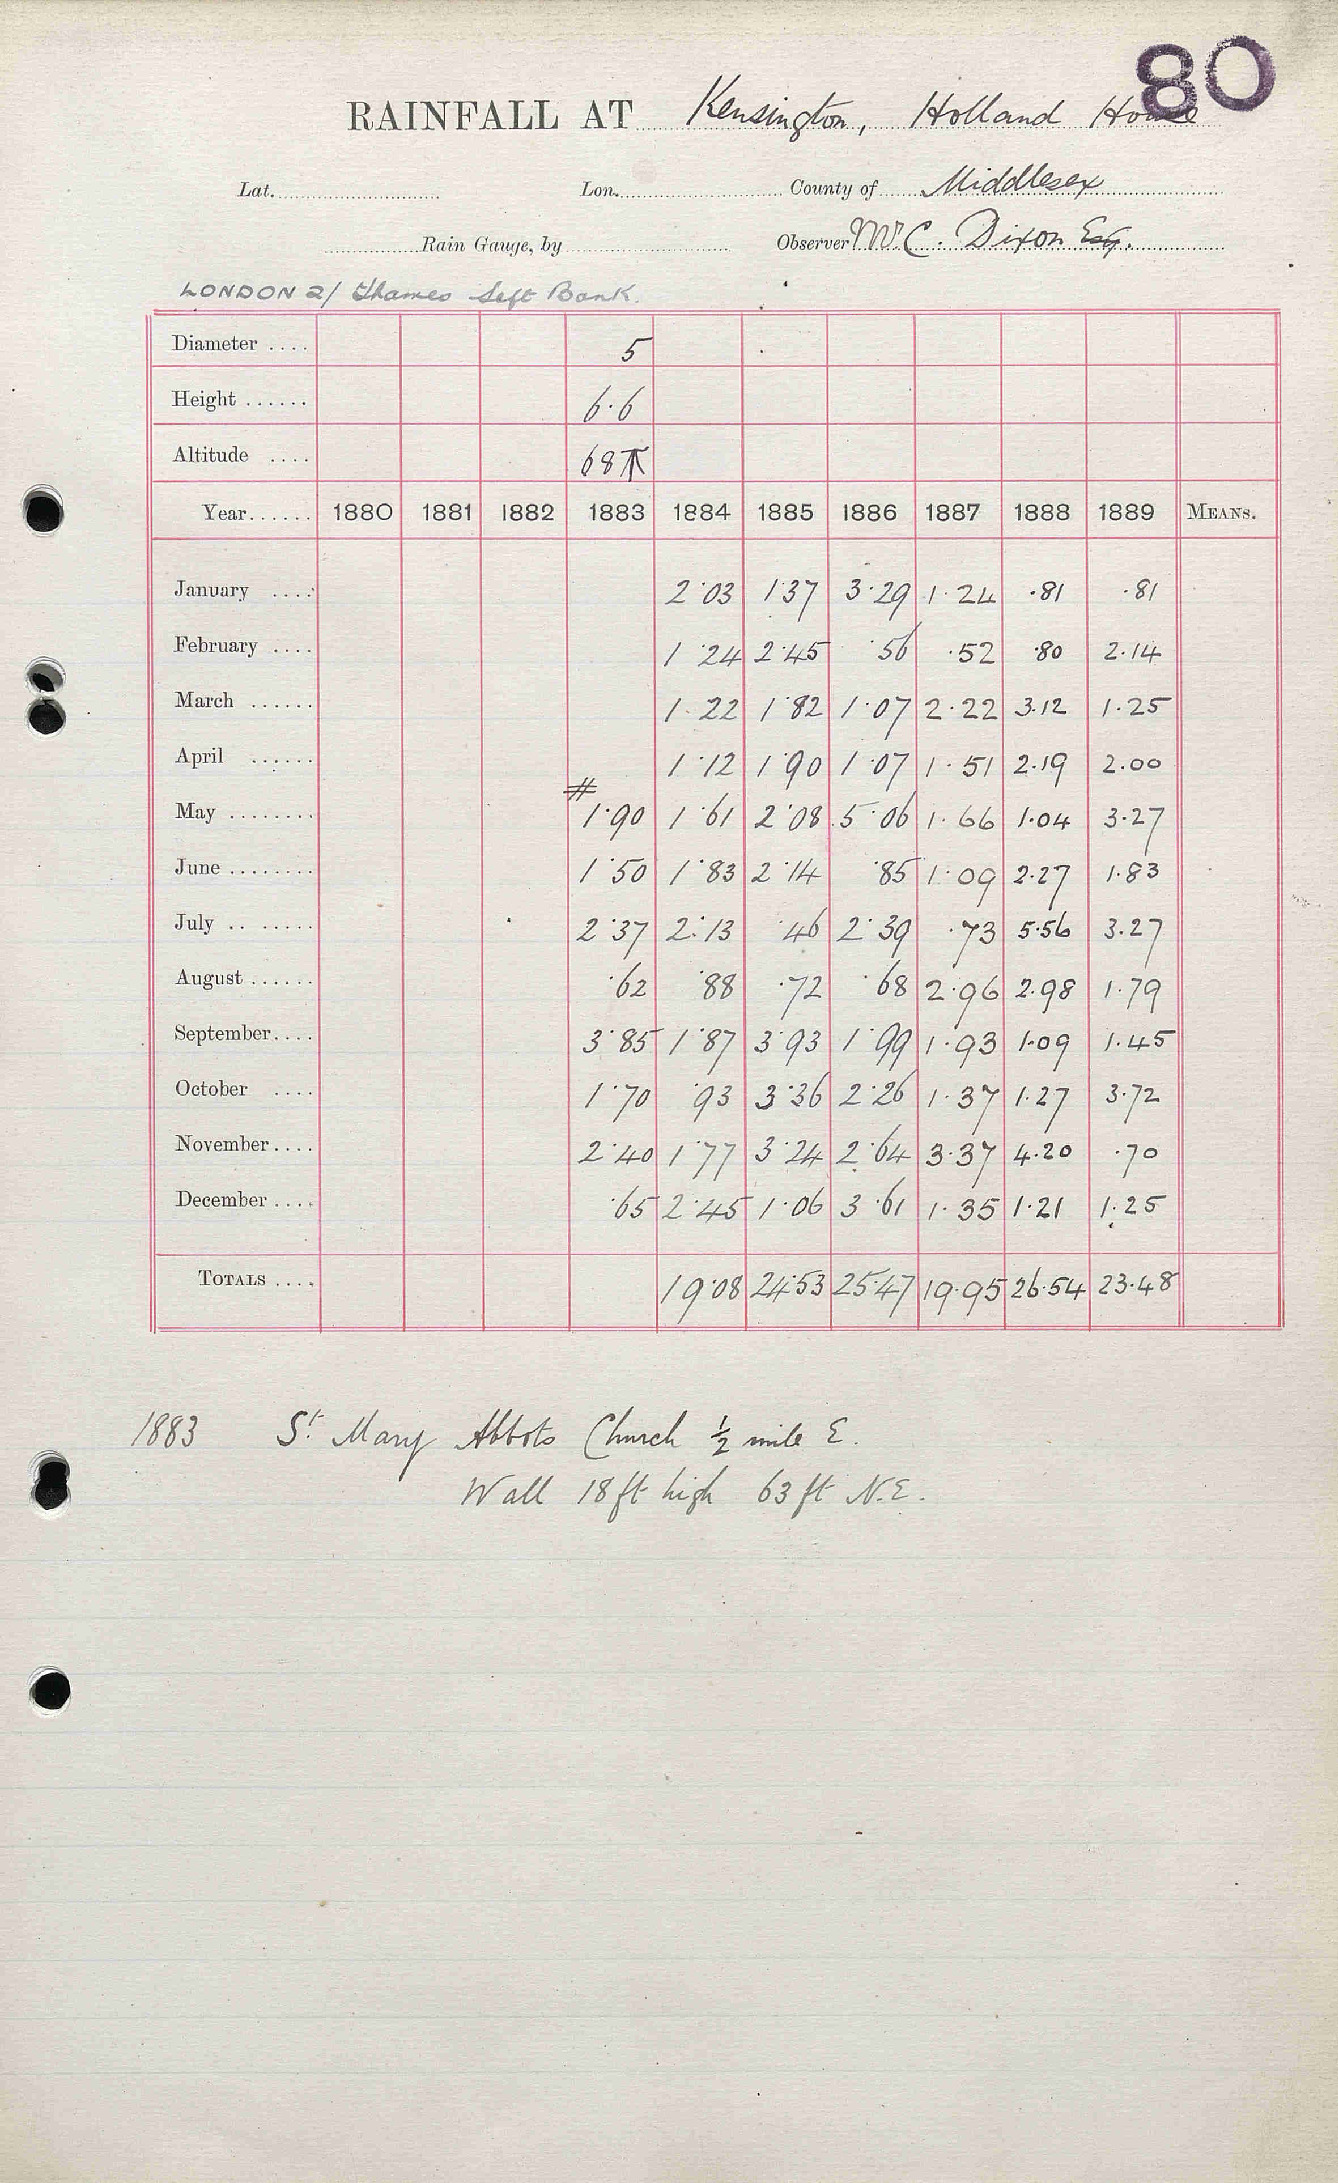 80
RAINFALL AT Kensington, Holland House
Lat. Lon. County of Middlesex
Rain Gauge, by Observer Mr C. Dixon Esq.
LONDON 2/ Thames Left Bank.
Diameter .... 5
Height ...... 6.6
Altitude .... 68 T
Year...... 1880 1881 1882 1883 1884 1885 1886 1887 1888 1889 MEANS.
January .... 2.03 1.37 3.29 1.24 .81 .81
February .... 1.24 2.45 .56 .52 .80 2.14
March ...... 1.22 1.82 1.07 2.22 3.12 1.25
April ...... 1.12 1.90 1.07 1.51 2.19 2.00
May ........ # 1.90 1.61 2.08 5.06 1.66 1.04 3.27
June ........ 1.50 1.83 2.14 .85 1.09 2.27 1.83
July .. ..... 2.37 2.13 .46 2.39 .73 5.56 3.27
August ...... .62 .88 .72 .68 2.96 2.98 1.79
September.... 3.85 1.87 3.93 1.99 1.93 1.09 1.45
October .... 1.70 .93 3.36 2.26 1.37 1.27 3.72
November.... 2.40 1.77 3.24 2.64 3.37 4.20 .70
December .... .65 2.45 1.06 3.61 1.35 1.21 1.25
TOTALS .... 19.08 24.53 25.47 19.95 26.54 23.48
1883 St. Mary Abbots Church ½ mile E.
Wall 18 ft high 63 ft N.E.